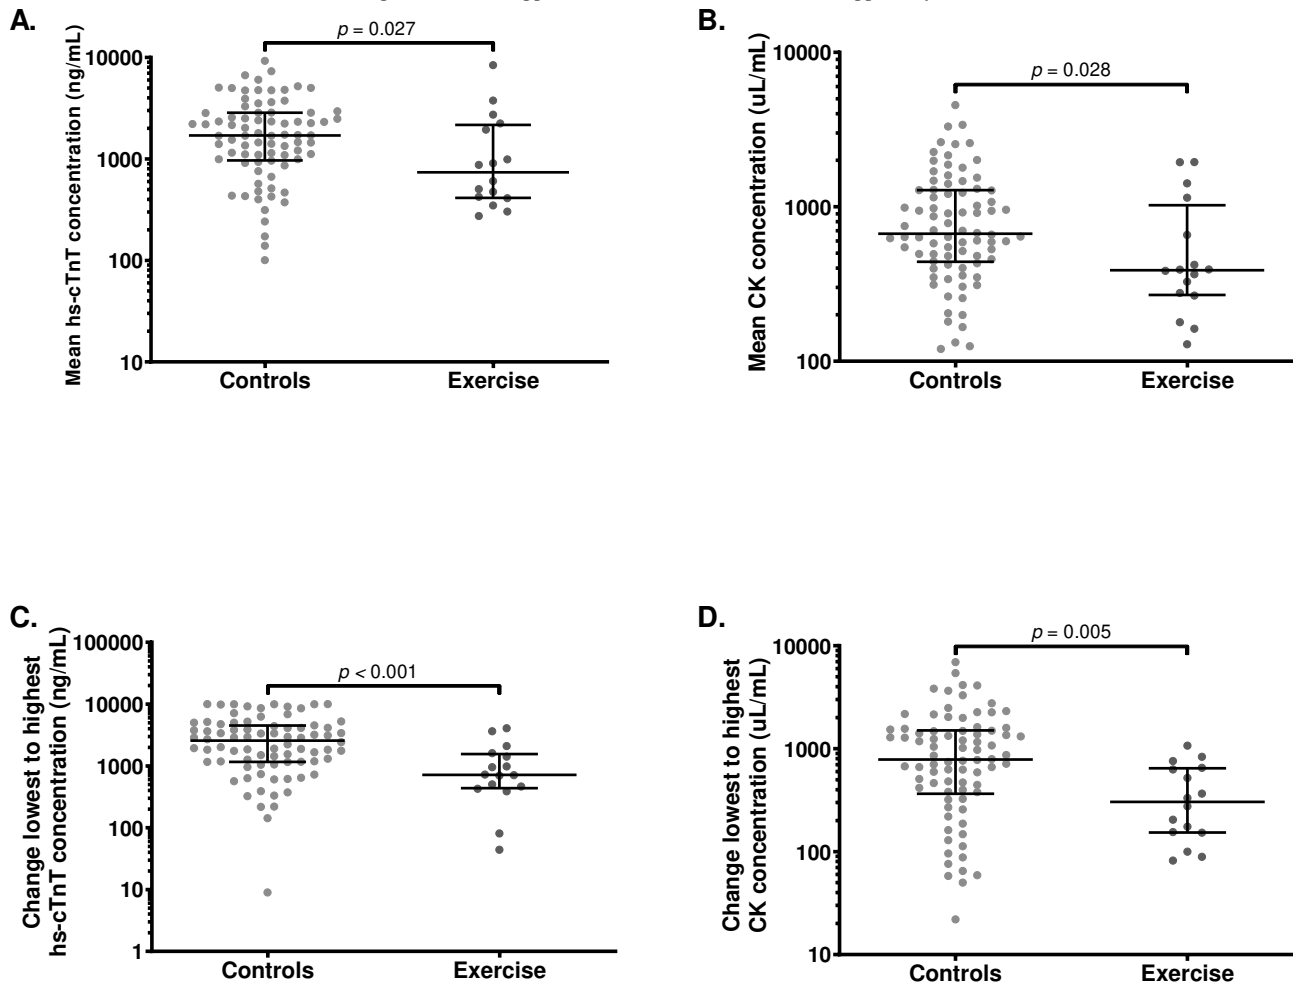 A.
p = 0.027
Mean hs-cTnT concentration (ng/mL)
10000
1000
100
10
Controls
Exercise
B.
p = 0.028
Mean CK concentration (uL/mL)
10000
1000
100
Controls
Exercise
C.
p < 0.001
Change lowest to highest
hs-cTnT concentration (ng/mL)
100000
10000
1000
100
10
1
Controls
Exercise
D.
p = 0.005
Change lowest to highest
CK concentration (uL/mL)
10000
1000
100
10
Controls
Exercise